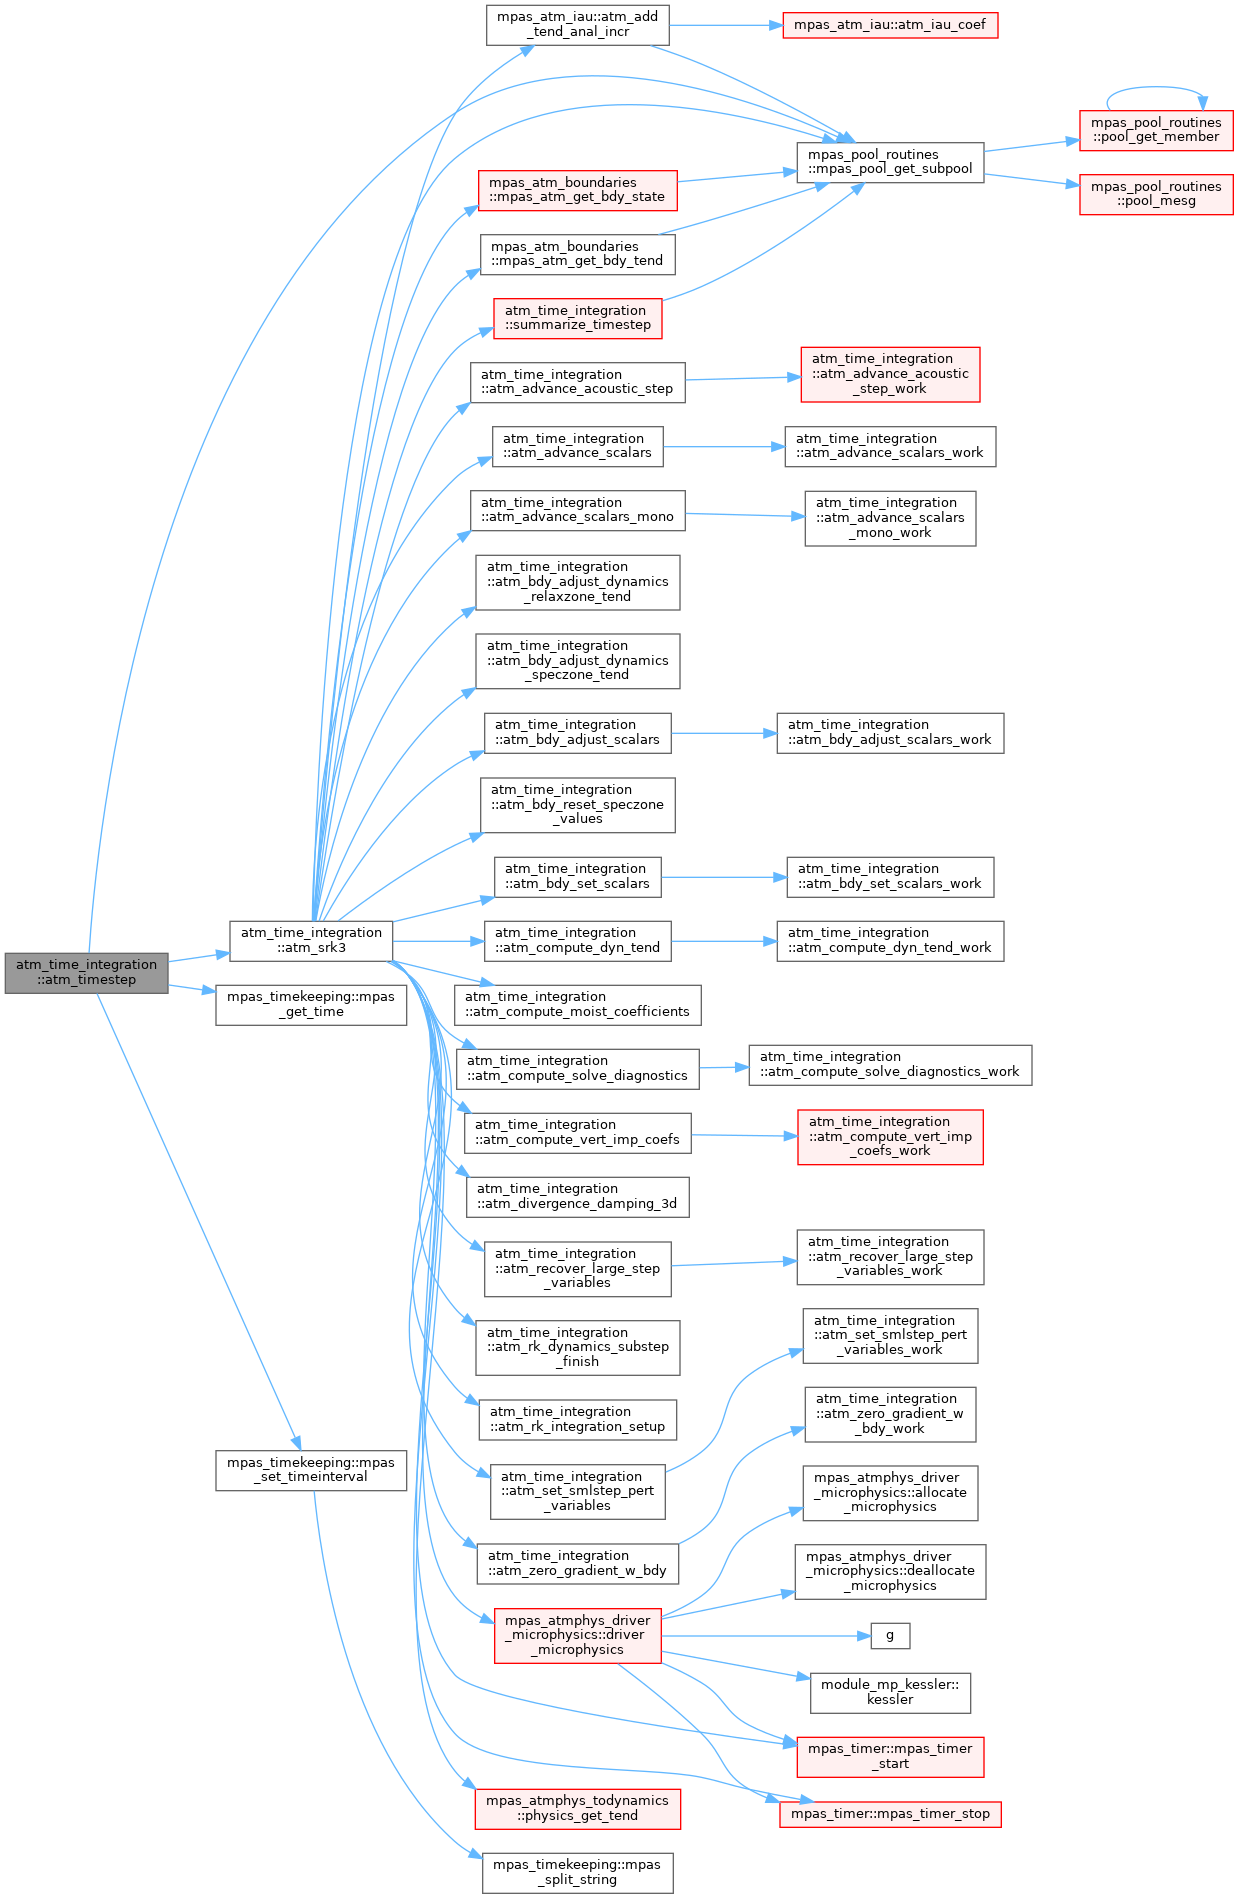 mpas_atm_iau::atm_add
_tend_anal_incr
mpas_atm_iau::atm_iau_coef
mpas_pool_routines
::pool_get_member
mpas_pool_routines
::mpas_pool_get_subpool
mpas_atm_boundaries
::mpas_atm_get_bdy_state
mpas_pool_routines
::pool_mesg
mpas_atm_boundaries
::mpas_atm_get_bdy_tend
atm_time_integration
::summarize_timestep
atm_time_integration
::atm_advance_acoustic_step
atm_time_integration
::atm_advance_acoustic
_step_work
atm_time_integration
::atm_advance_scalars
atm_time_integration
::atm_advance_scalars_work
atm_time_integration
::atm_advance_scalars_mono
atm_time_integration
::atm_advance_scalars
_mono_work
atm_time_integration
::atm_bdy_adjust_dynamics
_relaxzone_tend
atm_time_integration
::atm_bdy_adjust_dynamics
_speczone_tend
atm_time_integration
::atm_bdy_adjust_scalars
atm_time_integration
::atm_bdy_adjust_scalars_work
atm_time_integration
::atm_bdy_reset_speczone
_values
atm_time_integration
::atm_bdy_set_scalars
atm_time_integration
::atm_bdy_set_scalars_work
atm_time_integration
::atm_srk3
atm_time_integration
::atm_compute_dyn_tend
atm_time_integration
::atm_compute_dyn_tend_work
atm_time_integration
::atm_timestep
mpas_timekeeping::mpas
_get_time
atm_time_integration
::atm_compute_moist_coefficients
atm_time_integration
::atm_compute_solve_diagnostics
atm_time_integration
::atm_compute_solve_diagnostics_work
atm_time_integration
::atm_compute_vert_imp_coefs
atm_time_integration
::atm_compute_vert_imp
_coefs_work
atm_time_integration
::atm_divergence_damping_3d
atm_time_integration
::atm_recover_large_step
_variables
atm_time_integration
::atm_recover_large_step
_variables_work
atm_time_integration
::atm_rk_dynamics_substep
_finish
atm_time_integration
::atm_set_smlstep_pert
_variables_work
atm_time_integration
::atm_rk_integration_setup
atm_time_integration
::atm_zero_gradient_w
_bdy_work
mpas_timekeeping::mpas
_set_timeinterval
atm_time_integration
::atm_set_smlstep_pert
_variables
mpas_atmphys_driver
_microphysics::allocate
_microphysics
atm_time_integration
::atm_zero_gradient_w_bdy
mpas_atmphys_driver
_microphysics::deallocate
_microphysics
mpas_atmphys_driver
_microphysics::driver
_microphysics
g
module_mp_kessler::
kessler
mpas_timer::mpas_timer
_start
mpas_atmphys_todynamics
::physics_get_tend
mpas_timer::mpas_timer_stop
mpas_timekeeping::mpas
_split_string